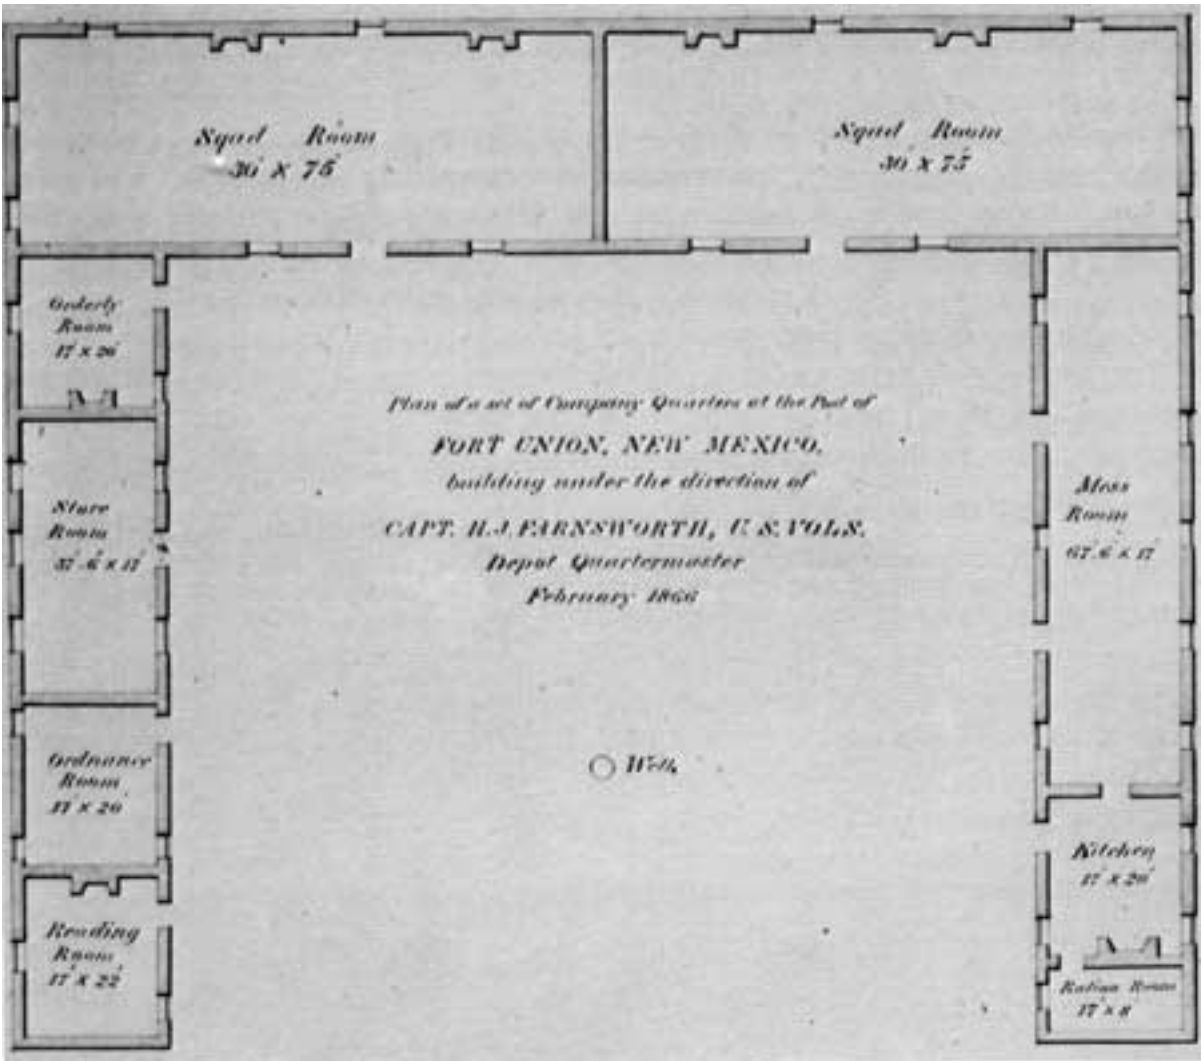 Squad Room
30' x 75'
Squad Room
30' x 75'
Orderly
Room
17' x 20'
Store
Room
37'.6" x 17'
Ordnance
Room
17' x 20'
Reading
Room
17' x 22'
Plan of a set of Company Quarters at the Post of
FORT UNION, NEW MEXICO.
building under the direction of
CAPT. H.J. FARNSWORTH, U.S. VOLS.
Depot Quartermaster
February 1866
Well.
Mess
Room
67'.6" x 17'
Kitchen
17' x 20'
Ration Room
17' x 8'